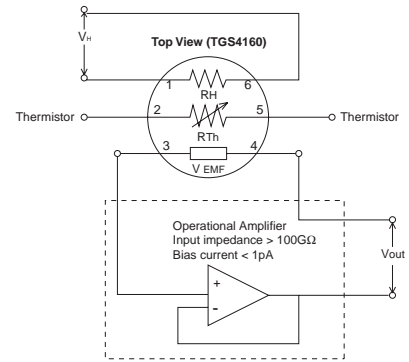 VH
Top View (TGS4160)
1
6
RH
Thermistor
2
5
Thermistor
RTh
3
4
V EMF
Operational Amplifier
Input impedance > 100GΩ
Bias current < 1pA
Vout
+
-